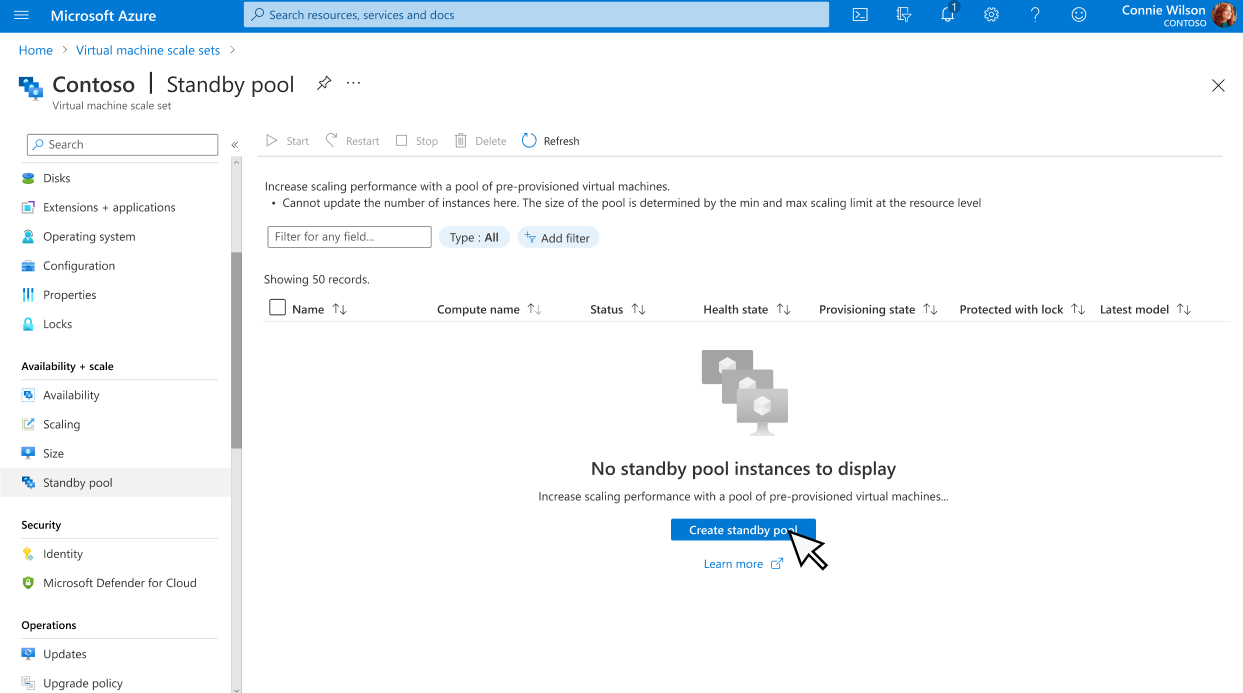 Microsoft Azure
Search resources, services and docs
1
Connie Wilson
CONTOSO
Home > Virtual machine scale sets >
Contoso | Standby pool ...
Virtual machine scale set
Search
«
Disks
Extensions + applications
Operating system
Configuration
Properties
Locks
Availability + scale
Availability
Scaling
Size
Standby pool
Security
Identity
Microsoft Defender for Cloud
Operations
Updates
Upgrade policy
Start Restart Stop Delete Refresh
Increase scaling performance with a pool of pre-provisioned virtual machines.
• Cannot update the number of instances here. The size of the pool is determined by the min and max scaling limit at the resource level
Filter for any field... Type : All Add filter
Showing 50 records.
Name Compute name Status Health state Provisioning state Protected with lock Latest model
No standby pool instances to display
Increase scaling performance with a pool of pre-provisioned virtual machines...
Create standby pool
Learn more